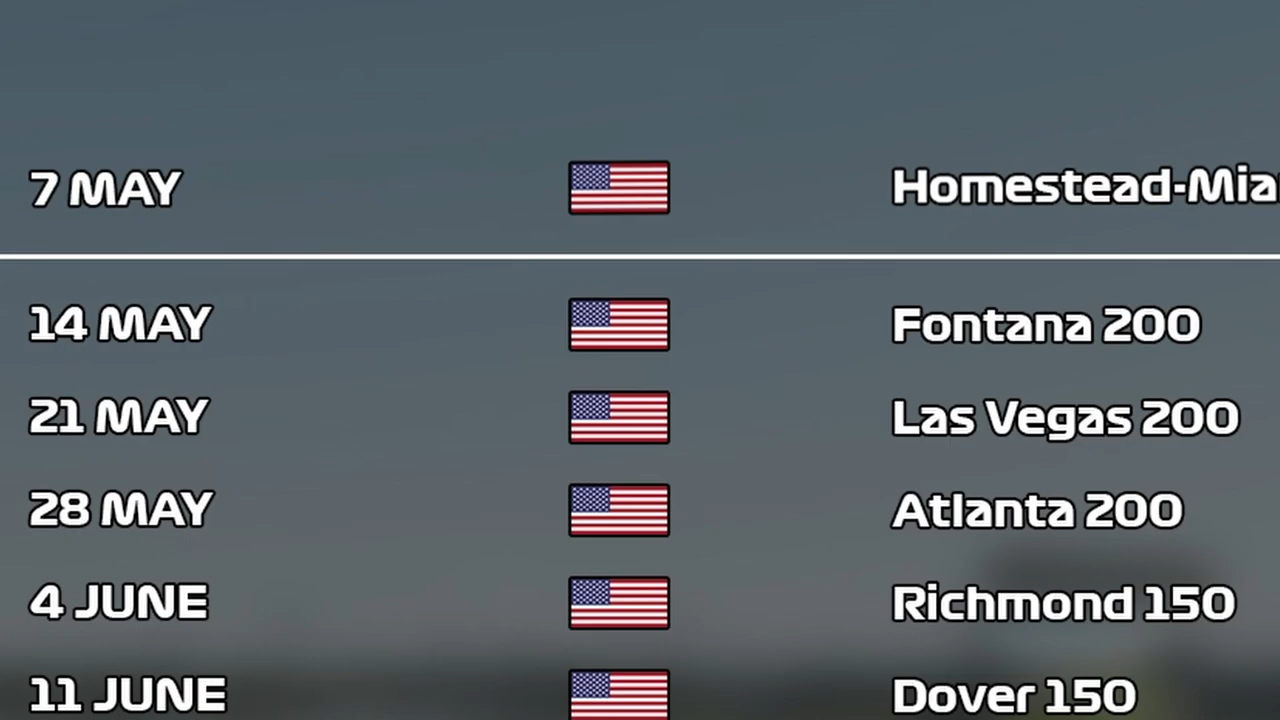 7 MAY Homestead-Mia
14 MAY Fontana 200
21 MAY Las Vegas 200
28 MAY Atlanta 200
4 JUNE Richmond 150
11 JUNE Dover 150